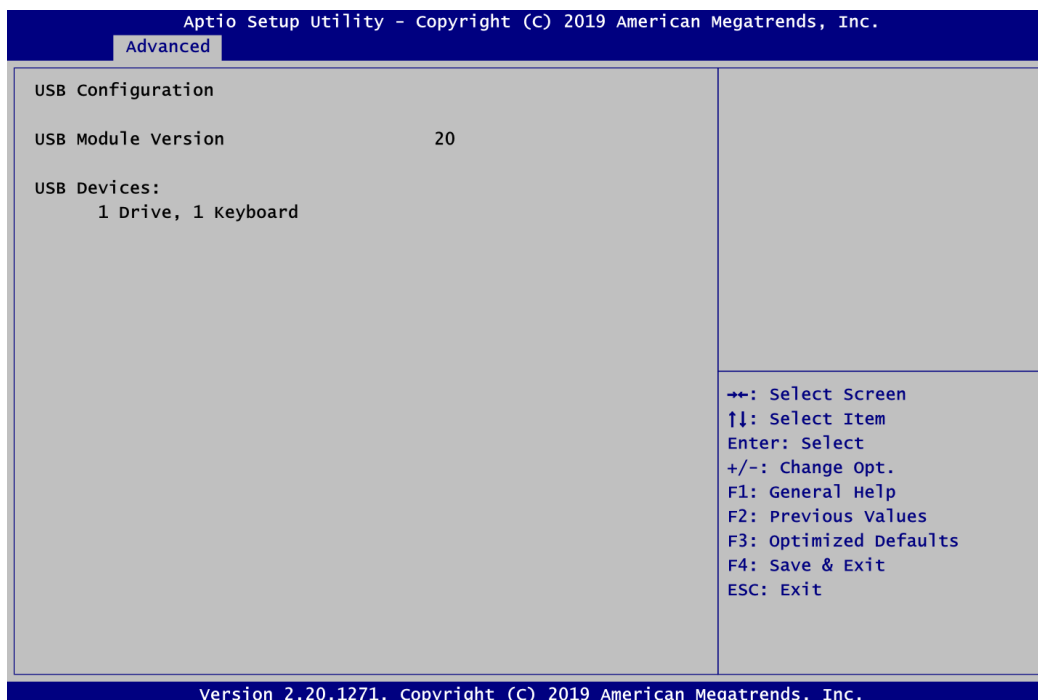 Aptio Setup Utility - Copyright (C) 2019 American Megatrends, Inc.
Advanced
USB Configuration
USB Module Version 20
USB Devices:
1 Drive, 1 Keyboard
→←: Select Screen
↑↓: Select Item
Enter: Select
+/-: Change Opt.
F1: General Help
F2: Previous Values
F3: Optimized Defaults
F4: Save & Exit
ESC: Exit
Version 2.20.1271. Copyright (C) 2019 American Megatrends, Inc.